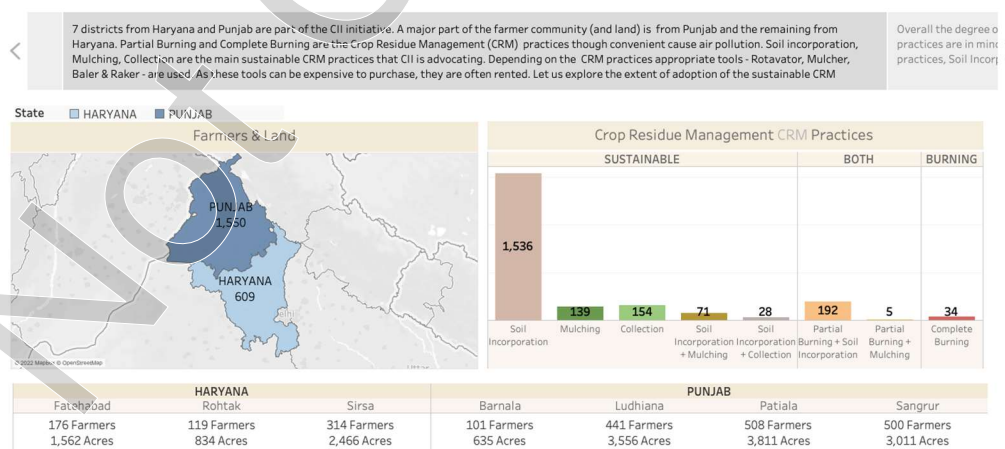 7 districts from Haryana and Punjab are part of the CII initiative. A major part of the farmer community (and land) is from Punjab and the remaining from
Haryana. Partial Burning and Complete Burning are the Crop Residue Management (CRM) practices though convenient cause air pollution. Soil incorporation,
Mulching, Collection are the main sustainable CRM practices that CII is advocating. Depending on the CRM practices appropriate tools - Rotavator, Mulcher,
Baler & Raker - are used. As these tools can be expensive to purchase, they are often rented. Let us explore the extent of adoption of the sustainable CRM
Overall the degree o
practices are in mino
practices, Soil Incorp
State HARYANA PUNJAB
Farmers & Land
PUNJAB
1,550
HARYANA
609
elhi
© 2022 Mapbox © OpenStreetMap
Crop Residue Management CRM Practices
SUSTAINABLE BOTH BURNING
1,536 139 154 71 28 192 5 34
Soil Mulching Collection Soil Soil Partial Partial Complete
Incorporation Incorporation Incorporation Burning + Soil Burning + Burning
+ Mulching + Collection Incorporation Mulching
HARYANA PUNJAB
Fatehabad Rohtak Sirsa Barnala Ludhiana Patiala Sangrur
176 Farmers 119 Farmers 314 Farmers 101 Farmers 441 Farmers 508 Farmers 500 Farmers
1,562 Acres 834 Acres 2,466 Acres 635 Acres 3,556 Acres 3,811 Acres 3,011 Acres